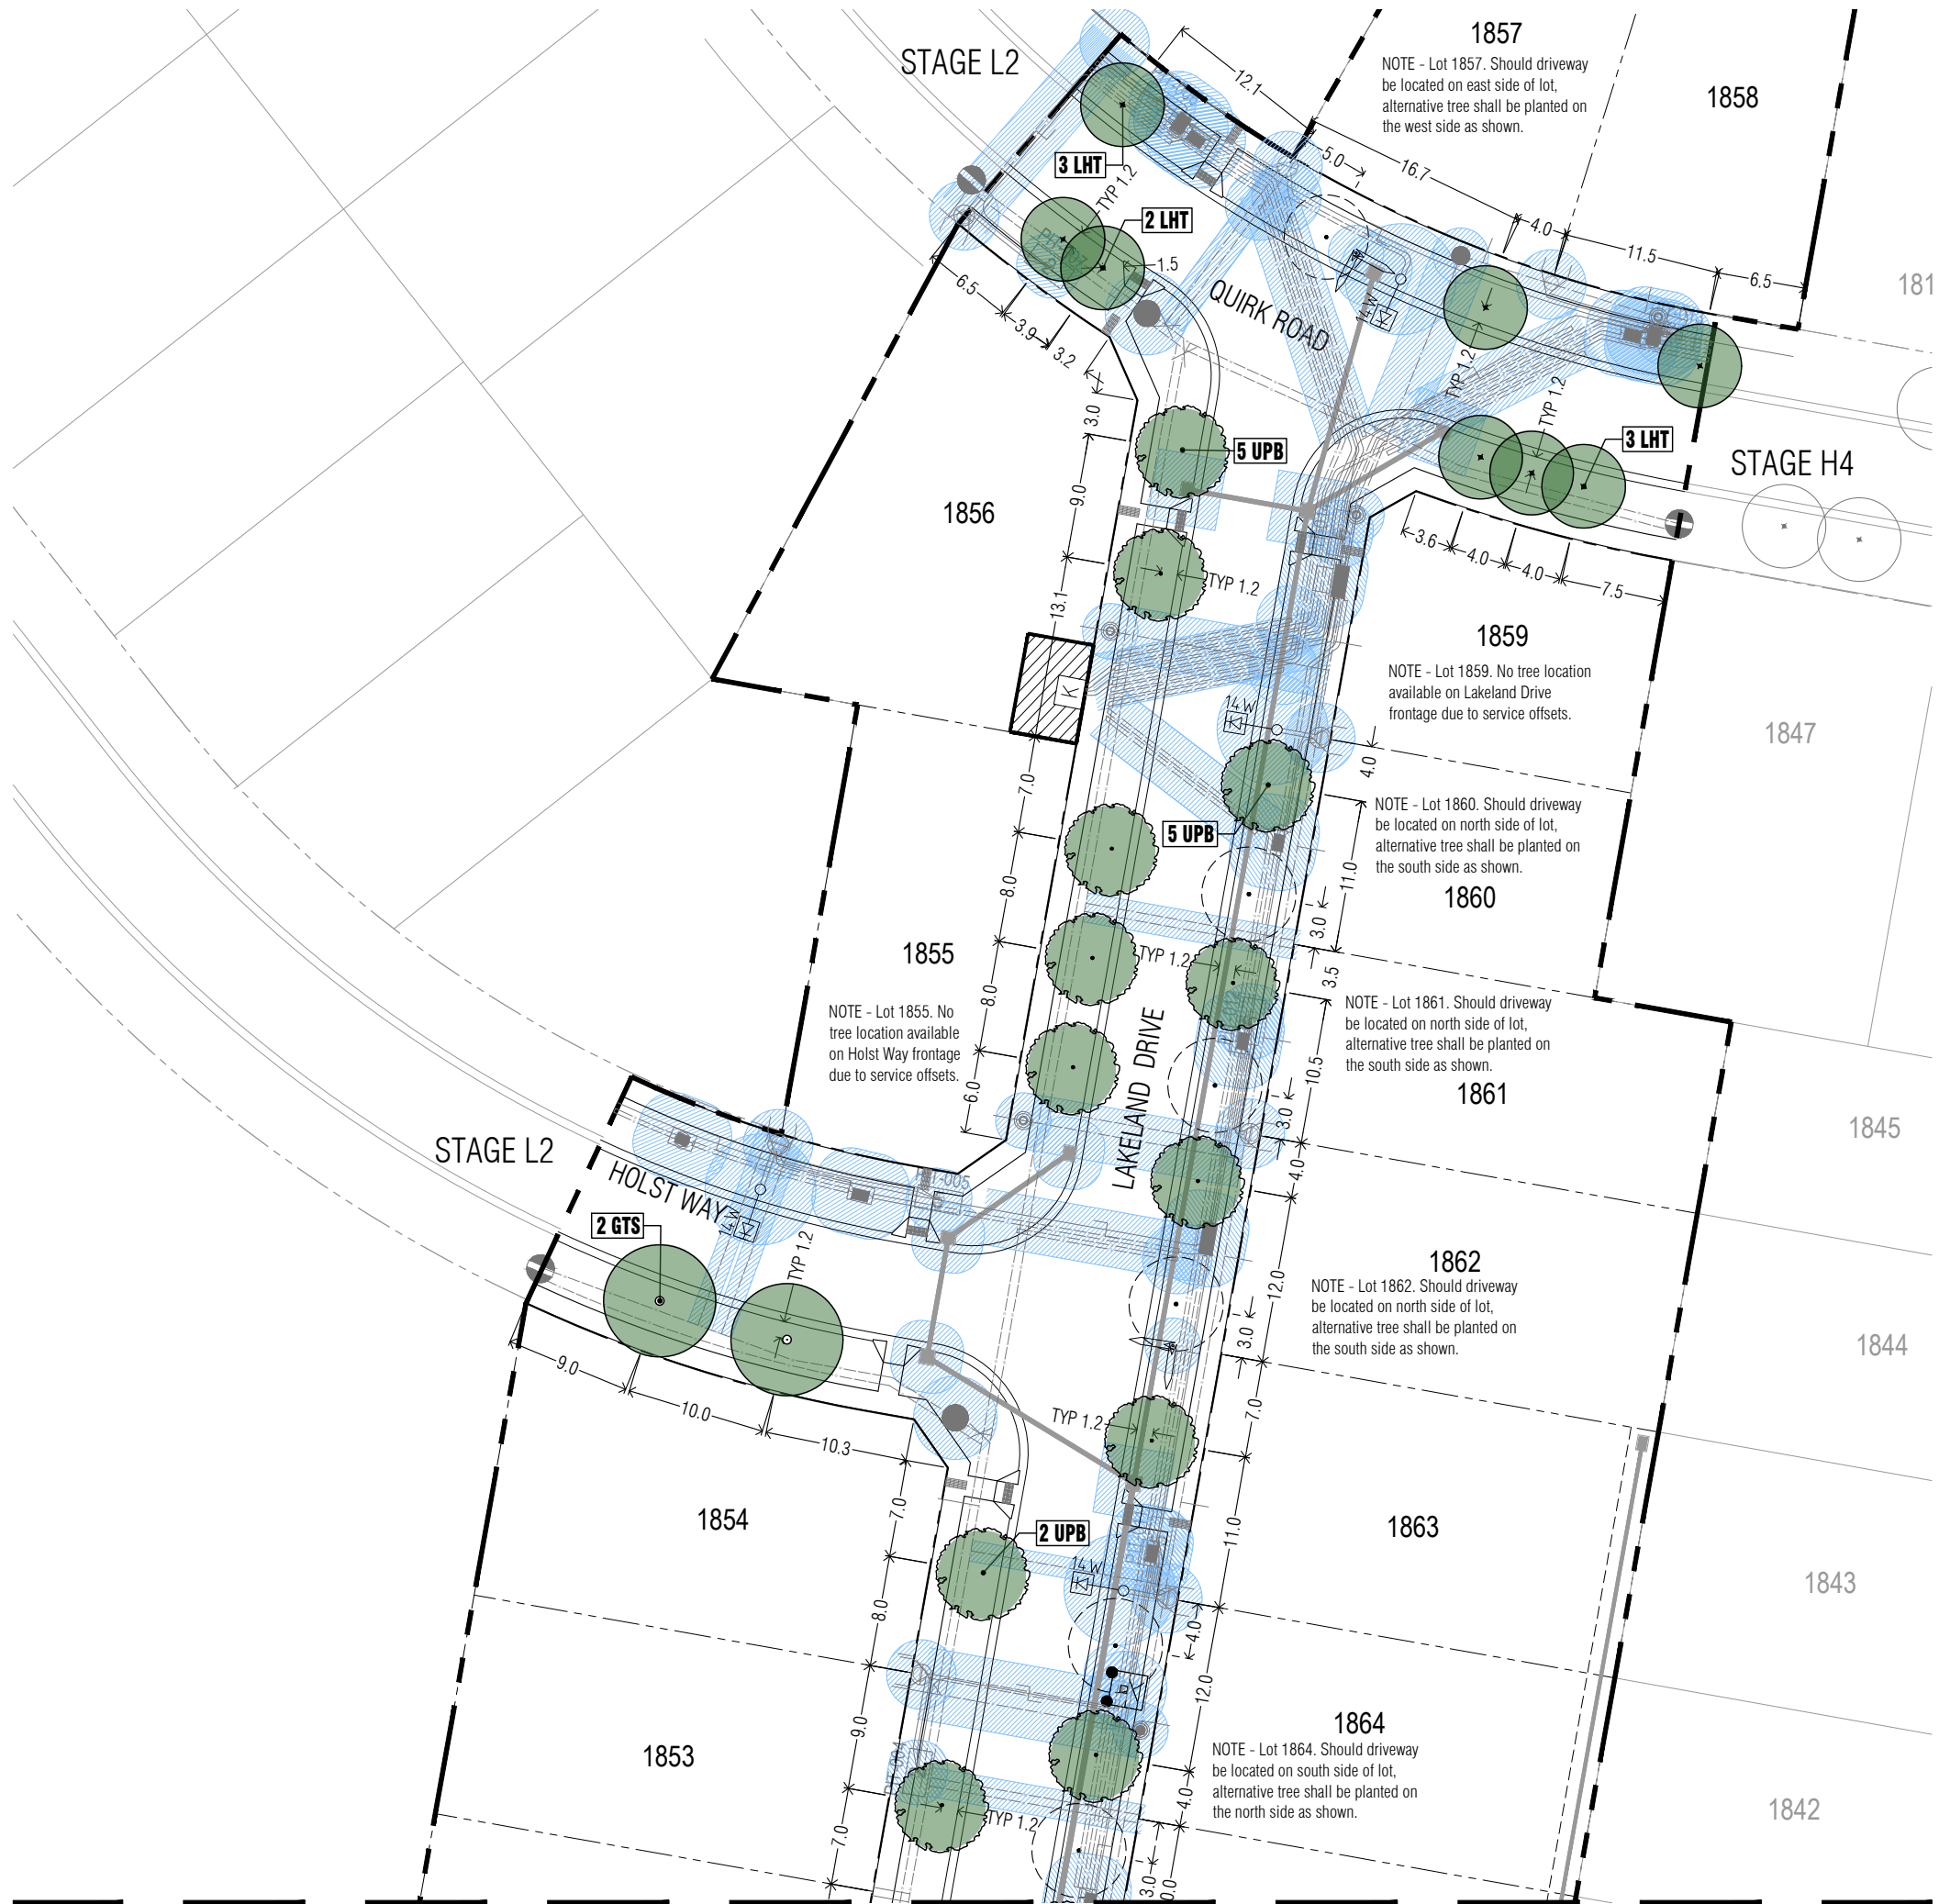 STAGE L2
1857
NOTE - Lot 1857. Should driveway
be located on east side of lot,
alternative tree shall be planted on
the west side as shown.
1858
12.1
5.0
16.7
4.0
11.5
6.5
3 LHT
TYP 1.2
2 LHT
1.5
QUIRK ROAD
14W
6.5
3.9
3.2
3.0
TYP 1.2
TYP 1.2
181
5 UPB
3 LHT
STAGE H4
1856
9.0
3.6
4.0
4.0
7.5
13.1
TYP 1.2
K
1859
NOTE - Lot 1859. No tree location
available on Lakeland Drive
frontage due to service offsets.
14W
4.0
1847
7.0
5 UPB
NOTE - Lot 1860. Should driveway
be located on north side of lot,
alternative tree shall be planted on
the south side as shown.
1860
8.0
11.0
3.0
1855
TYP 1.2
3.5
8.0
NOTE - Lot 1855. No
tree location available
on Holst Way frontage
due to service offsets.
NOTE - Lot 1861. Should driveway
be located on north side of lot,
alternative tree shall be planted on
the south side as shown.
1861
10.5
3.0
LAKELAND DRIVE
6.0
1845
STAGE L2
HOLST WAY
14W
4.0
2 GTS
TYP 1.2
1862
NOTE - Lot 1862. Should driveway
be located on north side of lot,
alternative tree shall be planted on
the south side as shown.
12.0
3.0
1844
9.0
10.0
10.3
TYP 1.2
7.0
7.0
1854
2 UPB
11.0
1863
14W
1843
8.0
4.0
12.0
1853
9.0
1864
NOTE - Lot 1864. Should driveway
be located on south side of lot,
alternative tree shall be planted on
the north side as shown.
4.0
1842
TYP 1.2
7.0
3.0